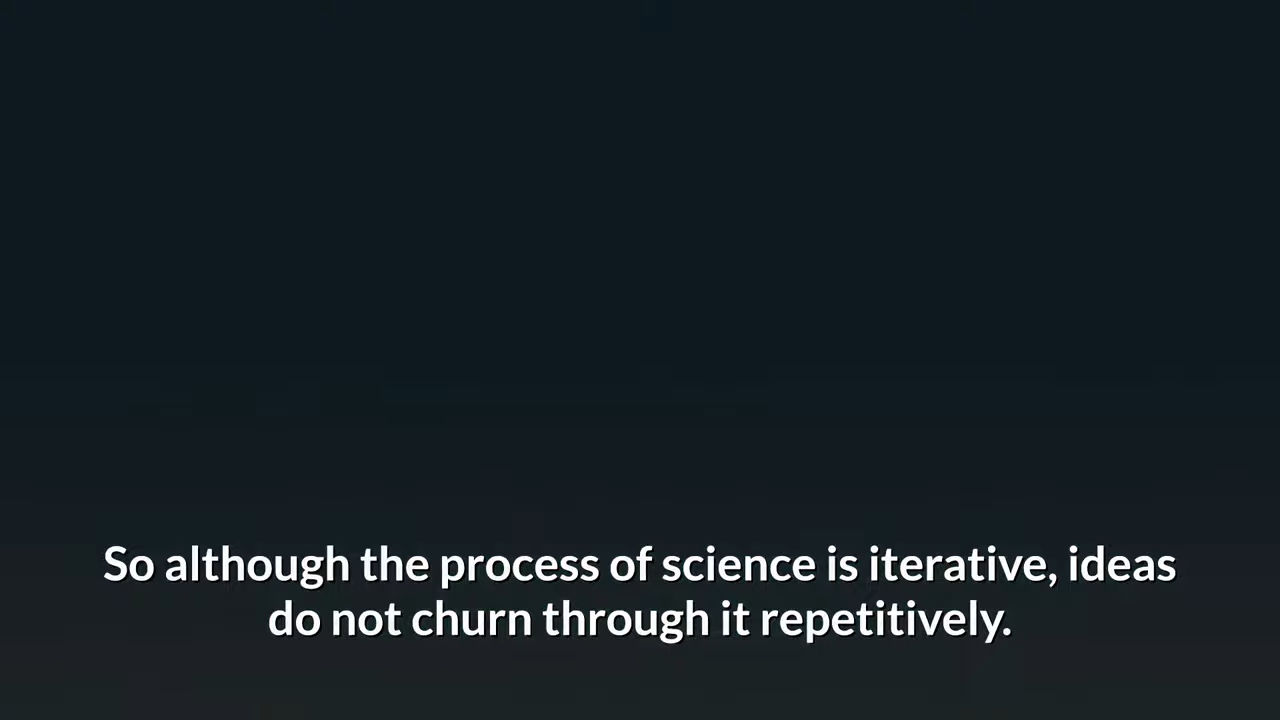 So although the process of science is iterative, ideas
do not churn through it repetitively.